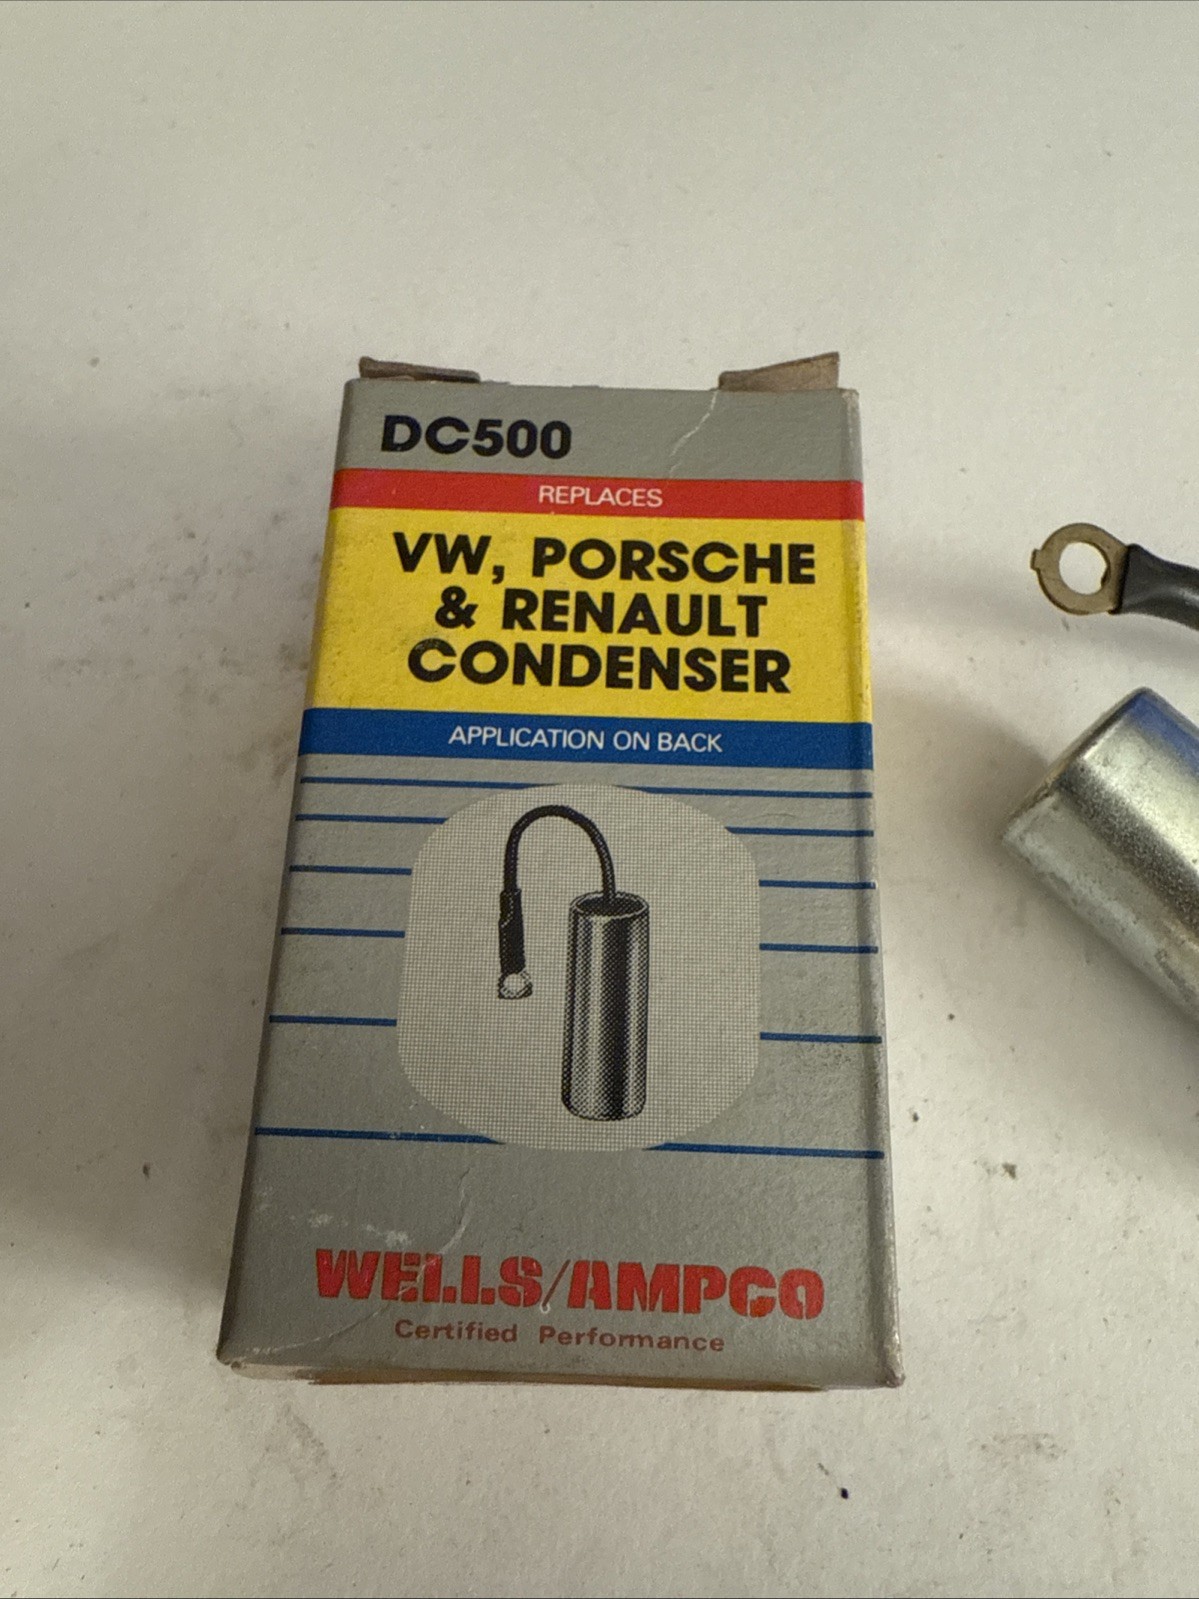 DC500
REPLACES
VW, PORSCHE
& RENAULT
CONDENSER
APPLICATION ON BACK
WELLS/AMPCO
Certified Performance